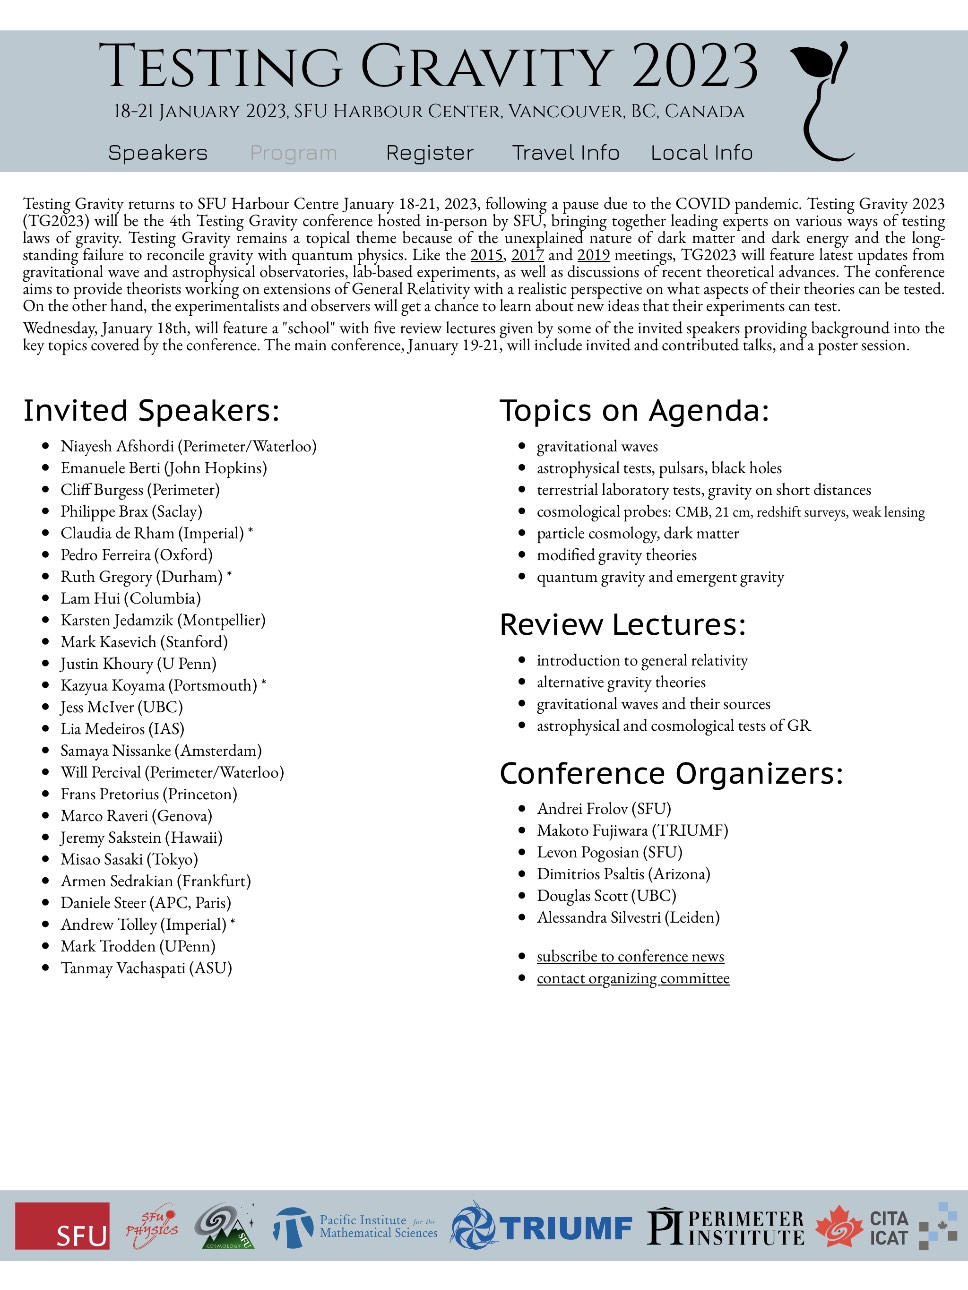 Testing Gravity 2023
18-21 January 2023, SFU Harbour Center, Vancouver, BC, Canada
Speakers Program Register Travel Info Local Info
Testing Gravity returns to SFU Harbour Centre January 18-21, 2023, following a pause due to the COVID pandemic. Testing Gravity 2023
(TG2023) will be the 4th Testing Gravity conference hosted in-person by SFU, bringing together leading experts on various ways of testing
laws of gravity. Testing Gravity remains a topical theme because of the unexplained nature of dark matter and dark energy and the long-
standing failure to reconcile gravity with quantum physics. Like the 2015, 2017 and 2019 meetings, TG2023 will feature latest updates from
gravitational wave and astrophysical observatories, lab-based experiments, as well as discussions of recent theoretical advances. The conference
aims to provide theorists working on extensions of General Relativity with a realistic perspective on what aspects of their theories can be tested.
On the other hand, the experimentalists and observers will get a chance to learn about new ideas that their experiments can test.
Wednesday, January 18th, will feature a "school" with five review lectures given by some of the invited speakers providing background into the
key topics covered by the conference. The main conference, January 19-21, will include invited and contributed talks, and a poster session.
Invited Speakers:
• Niayesh Afshordi (Perimeter/Waterloo)
• Emanuele Berti (John Hopkins)
• Cliff Burgess (Perimeter)
• Philippe Brax (Saclay)
• Claudia de Rham (Imperial) *
• Pedro Ferreira (Oxford)
• Ruth Gregory (Durham) *
• Lam Hui (Columbia)
• Karsten Jedamzik (Montpellier)
• Mark Kasevich (Stanford)
• Justin Khoury (U Penn)
• Kazyua Koyama (Portsmouth) *
• Jess McIver (UBC)
• Lia Medeiros (IAS)
• Samaya Nissanke (Amsterdam)
• Will Percival (Perimeter/Waterloo)
• Frans Pretorius (Princeton)
• Marco Raveri (Genova)
• Jeremy Sakstein (Hawaii)
• Misao Sasaki (Tokyo)
• Armen Sedrakian (Frankfurt)
• Daniele Steer (APC, Paris)
• Andrew Tolley (Imperial) *
• Mark Trodden (UPenn)
• Tanmay Vachaspati (ASU)
Topics on Agenda:
• gravitational waves
• astrophysical tests, pulsars, black holes
• terrestrial laboratory tests, gravity on short distances
• cosmological probes: CMB, 21 cm, redshift surveys, weak lensing
• particle cosmology, dark matter
• modified gravity theories
• quantum gravity and emergent gravity
Review Lectures:
• introduction to general relativity
• alternative gravity theories
• gravitational waves and their sources
• astrophysical and cosmological tests of GR
Conference Organizers:
• Andrei Frolov (SFU)
• Makoto Fujiwara (TRIUMF)
• Levon Pogosian (SFU)
• Dimitrios Psaltis (Arizona)
• Douglas Scott (UBC)
• Alessandra Silvestri (Leiden)
• subscribe to conference news
• contact organizing committee
SFU
SFU
PHYSICS
COSMOLOGY SFU
Pacific Institute for the
Mathematical Sciences
TRIUMF
PI PERIMETER
INSTITUTE
CITA
ICAT